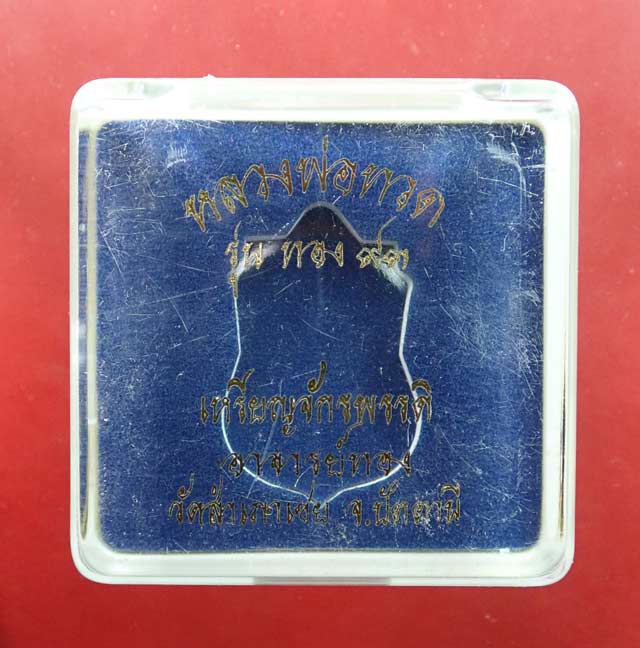 หลวงพ่อทวด
รุ่น ทอง ๙๑
เหรียญจักรพรรดิ
อาจารย์ทอง
วัดสำเภาเชย จ.ปัตตานี